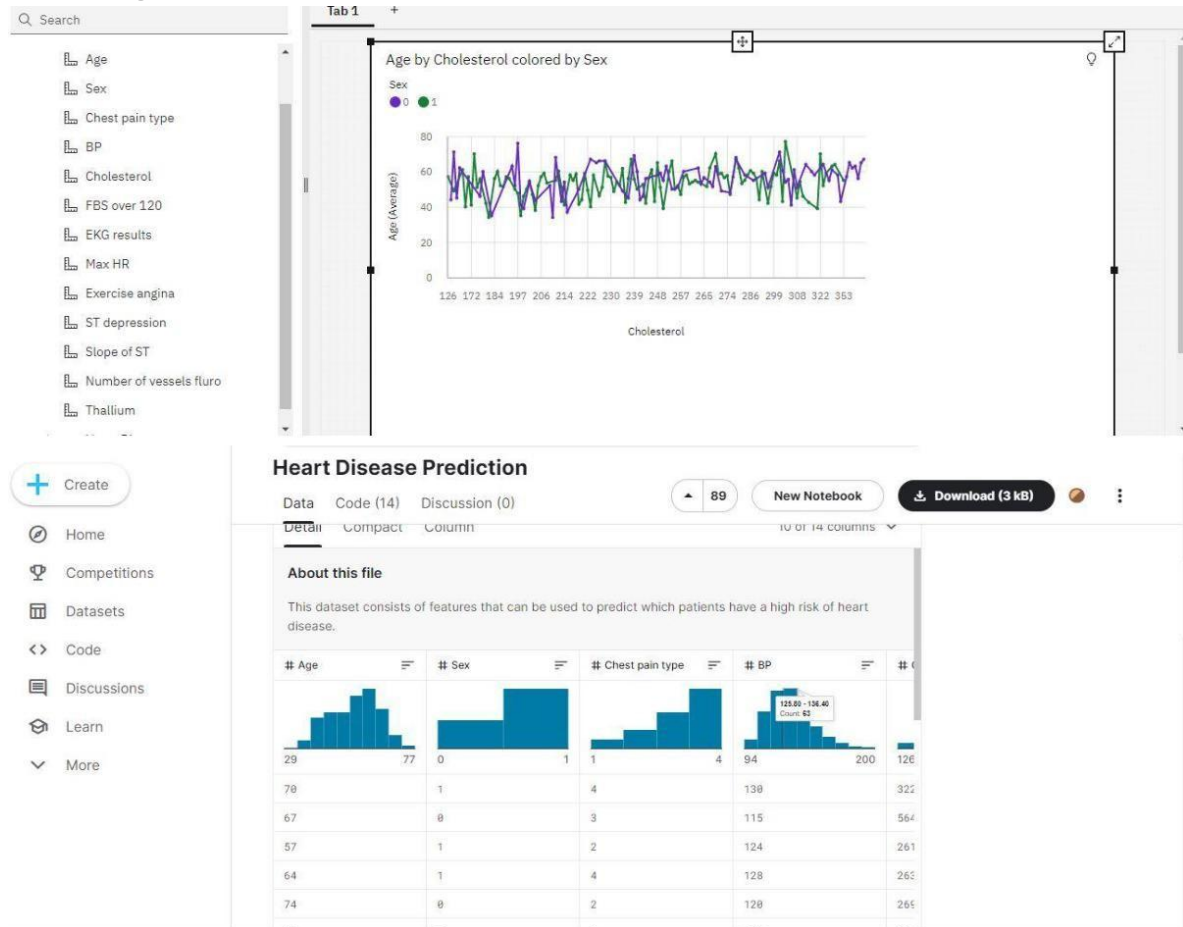 Search
Age
Sex
Chest pain type
BP
Cholesterol
FBS over 120
EKG results
Max HR
Exercise angina
ST depression
Slope of ST
Number of vessels fluro
Thallium
Tab 1 +
Age by Cholesterol colored by Sex
Sex
0 1
80
60
40
20
0
Age (Average)
126 172 184 197 206 214 222 230 239 248 257 265 274 286 299 308 322 353
Cholesterol
Create
Home
Competitions
Datasets
Code
Discussions
Learn
More
Heart Disease Prediction
Data Code (14) Discussion (0)
89 New Notebook Download (3 kB)
Detail Compact Column 10 of 14 columns
About this file
This dataset consists of features that can be used to predict which patients have a high risk of heart
disease.
# Age # Sex # Chest pain type # BP #
125.80 - 136.40
Count: 63
29 77 0 1 1 4 94 200 126
70 1 4 130 322
67 0 3 115 564
57 1 2 124 261
64 1 4 128 263
74 0 2 120 269